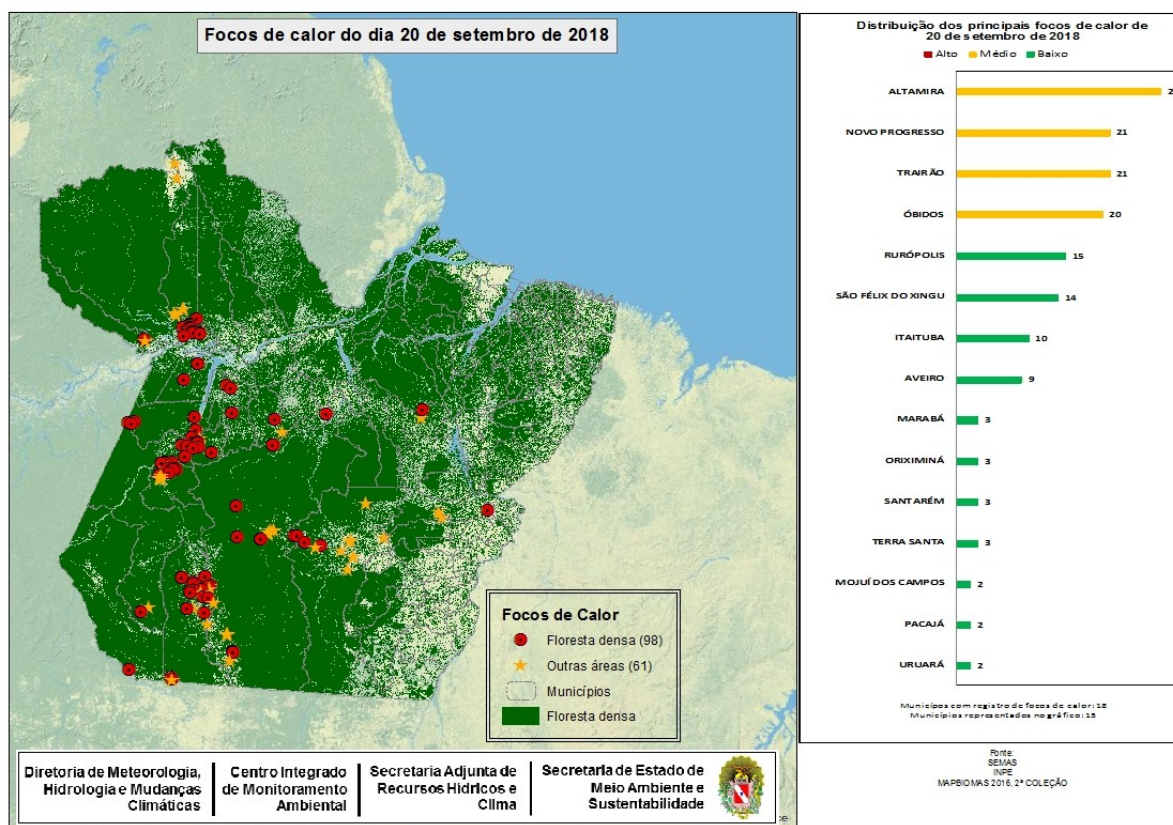 Focos de calor do dia 20 de setembro de 2018
Focos de Calor
Floresta densa (98)
Outras áreas (61)
Municípios
Floresta densa
Diretoria de Meteorologia,
Hidrologia e Mudanças
Climáticas
Centro Integrado
de Monitoramento
Ambiental
Secretaria Adjunta de
Recursos Hídricos e
Clima
Secretaria de Estado de
Meio Ambiente e
Sustentabilidade
Distribuição dos principais focos de calor de
20 de setembro de 2018
Alto Médio Baixo
ALTAMIRA 2
NOVO PROGRESSO 21
TRAIRÃO 21
ÓBIDOS 20
RURÓPOLIS 15
SÃO FÉLIX DO XINGU 14
ITAITUBA 10
AVEIRO 9
MARABÁ 3
ORIXIMINÁ 3
SANTARÉM 3
TERRA SANTA 3
MOJUÍ DOS CAMPOS 2
PACAJÁ 2
URUARÁ 2
Municípos com registro de focos de calor: 18
Municípios representados no gráfico: 15
Fonte:
SEMAS
INPE
MAPBIOMAS 2016, 2ª COLEÇÃO